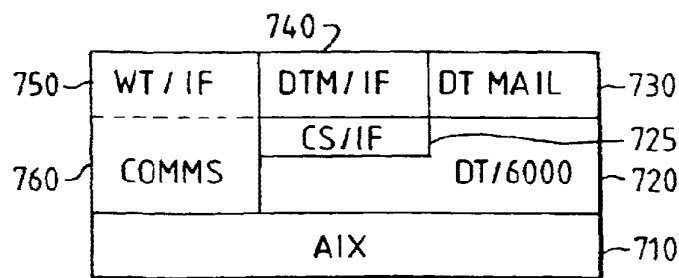 740
750 WT / IF DTM/IF DT MAIL 730
CS/IF 725
760 COMMS DT/6000 720
AIX 710